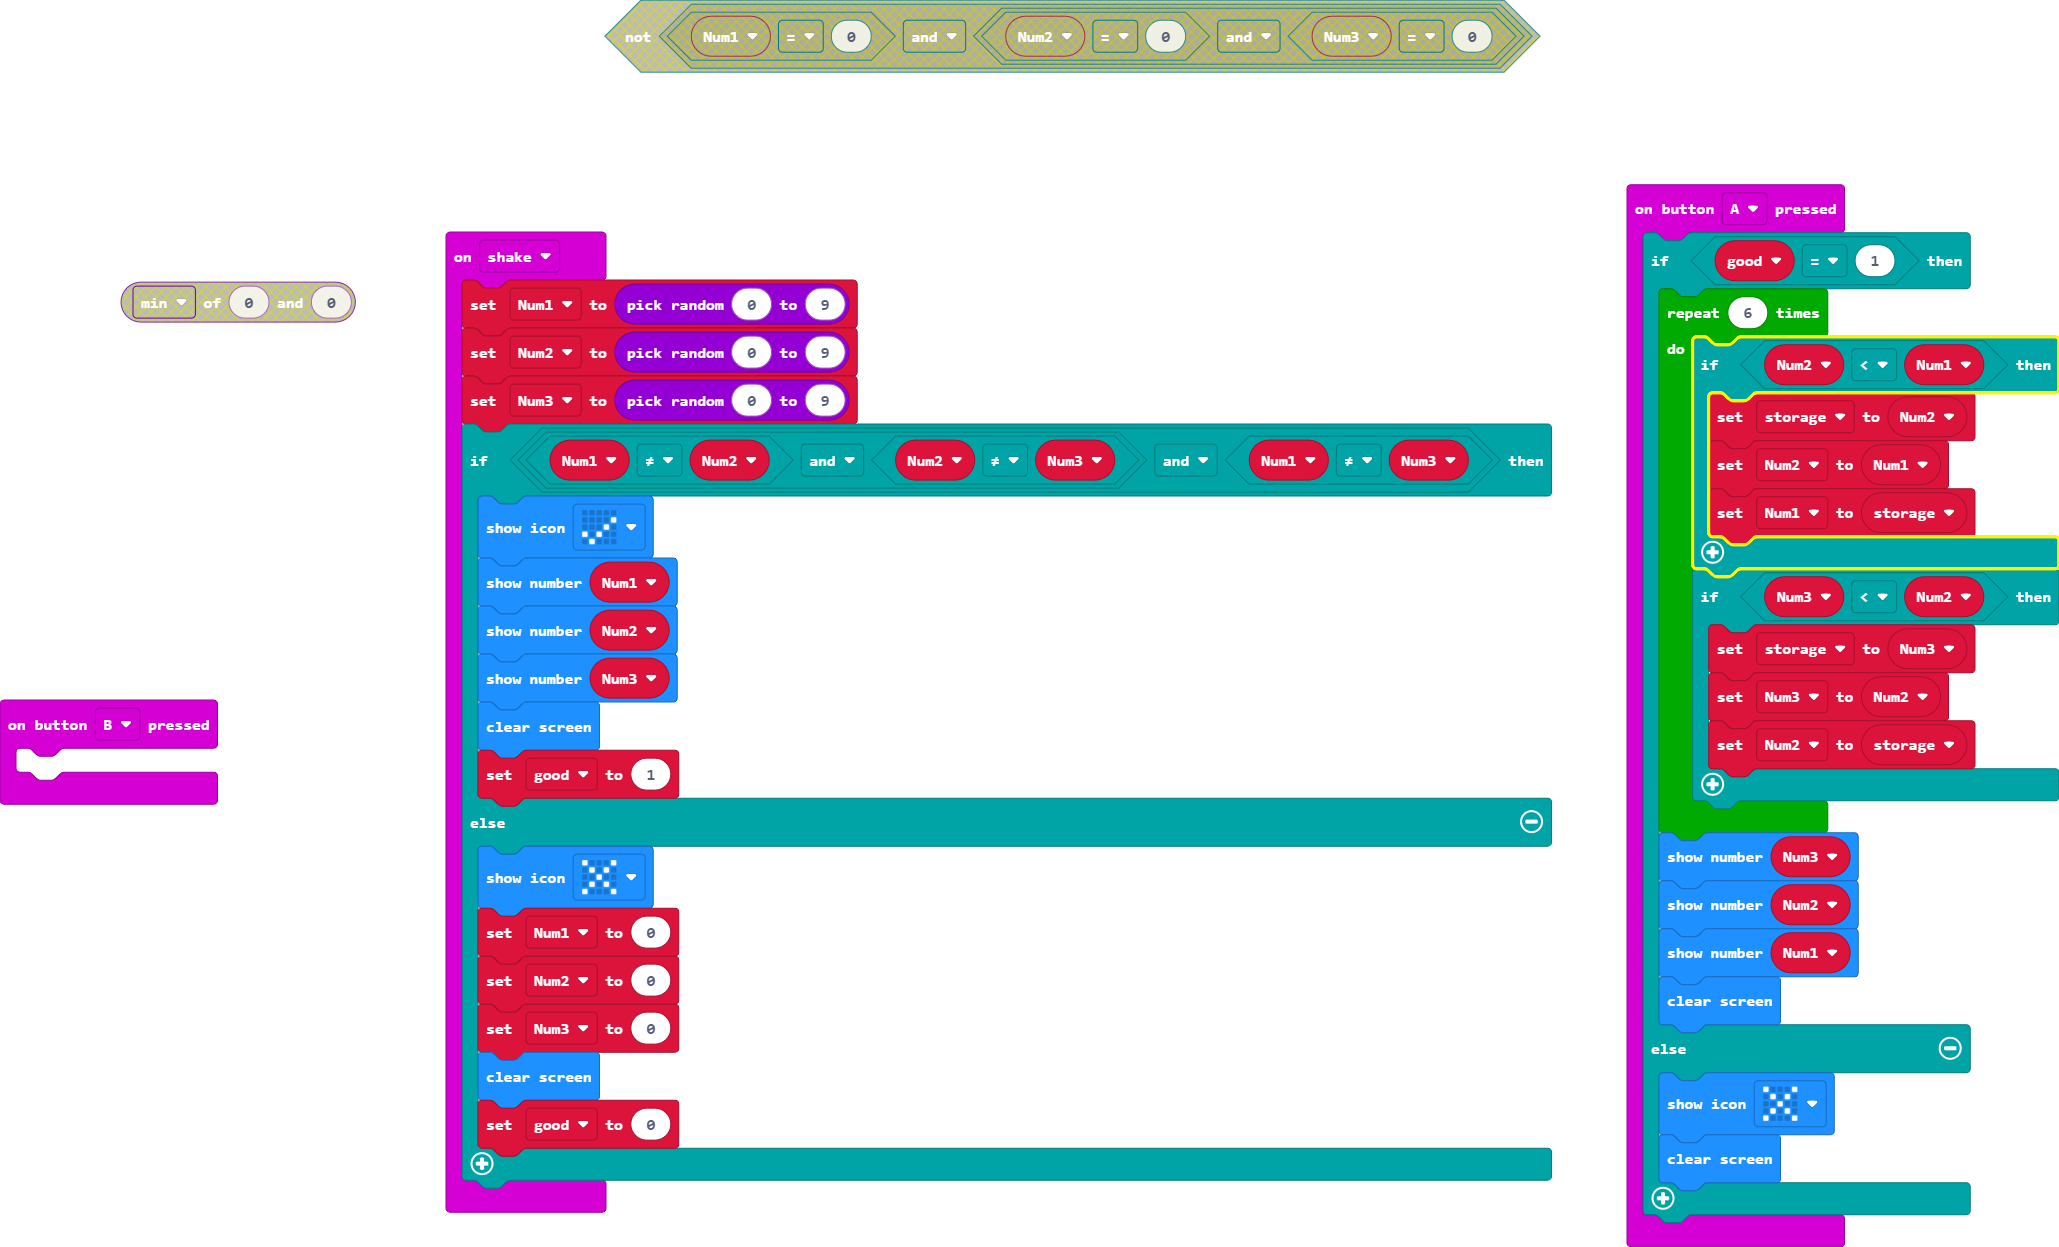 not Num1 = 0 and Num2 = 0 and Num3 = 0
min of 0 and 0
on button B pressed
on shake
set Num1 to pick random 0 to 9
set Num2 to pick random 0 to 9
set Num3 to pick random 0 to 9
if Num1 ≠ Num2 and Num2 ≠ Num3 and Num1 ≠ Num3 then
show icon
show number Num1
show number Num2
show number Num3
clear screen
set good to 1
else
show icon
set Num1 to 0
set Num2 to 0
set Num3 to 0
clear screen
set good to 0
on button A pressed
if good = 1 then
repeat 6 times
do
if Num2 < Num1 then
set storage to Num2
set Num2 to Num1
set Num1 to storage
if Num3 < Num2 then
set storage to Num3
set Num3 to Num2
set Num2 to storage
show number Num3
show number Num2
show number Num1
clear screen
else
show icon
clear screen